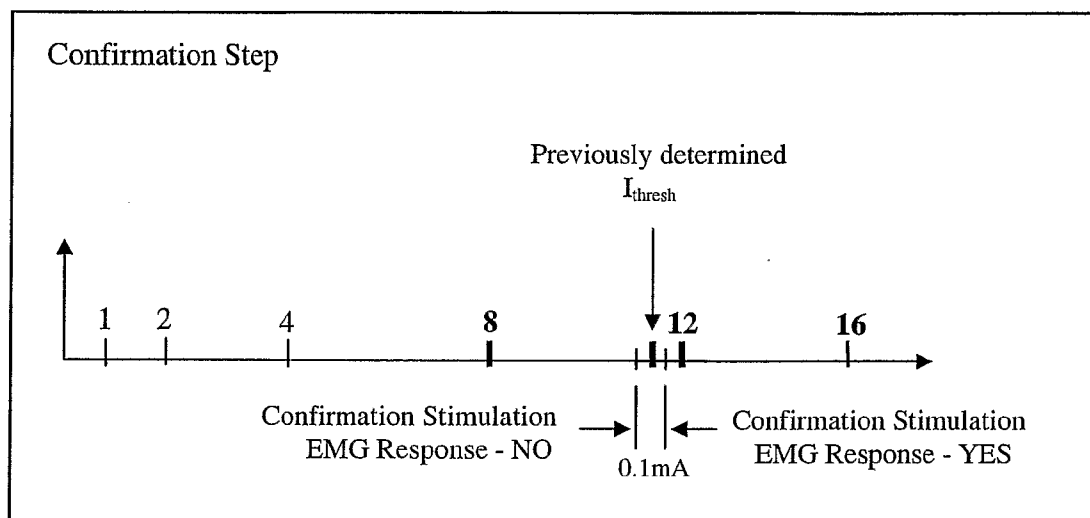 Confirmation Step
Previously determined
I_thresh
1 2 4 8 12 16
Confirmation Stimulation
EMG Response - NO
0.1mA
Confirmation Stimulation
EMG Response - YES